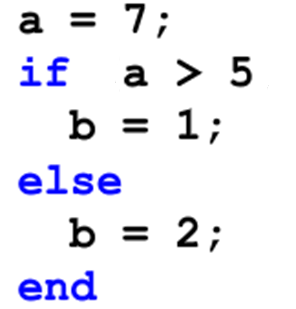 a = 7;
if  a > 5
  b = 1;
else
  b = 2;
end